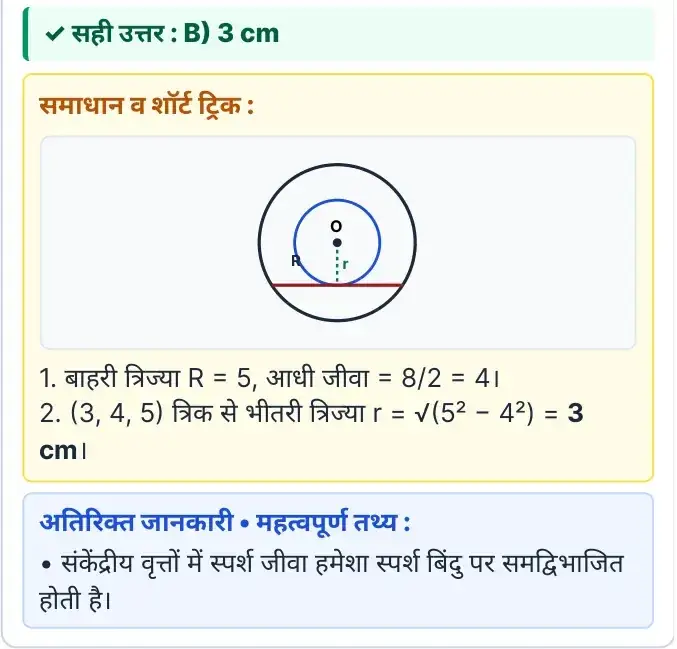 ✓ सही उत्तर : B) 3 cm
समाधान व शॉर्ट ट्रिक :
O
R
r
1. बाहरी त्रिज्या R = 5, आधी जीवा = 8/2 = 4।
2. (3, 4, 5) त्रिक से भीतरी त्रिज्या r = √(5² − 4²) = 3
cm।
अतिरिक्त जानकारी • महत्वपूर्ण तथ्य :
• संकेंद्रीय वृत्तों में स्पर्श जीवा हमेशा स्पर्श बिंदु पर समद्विभाजित
होती है।